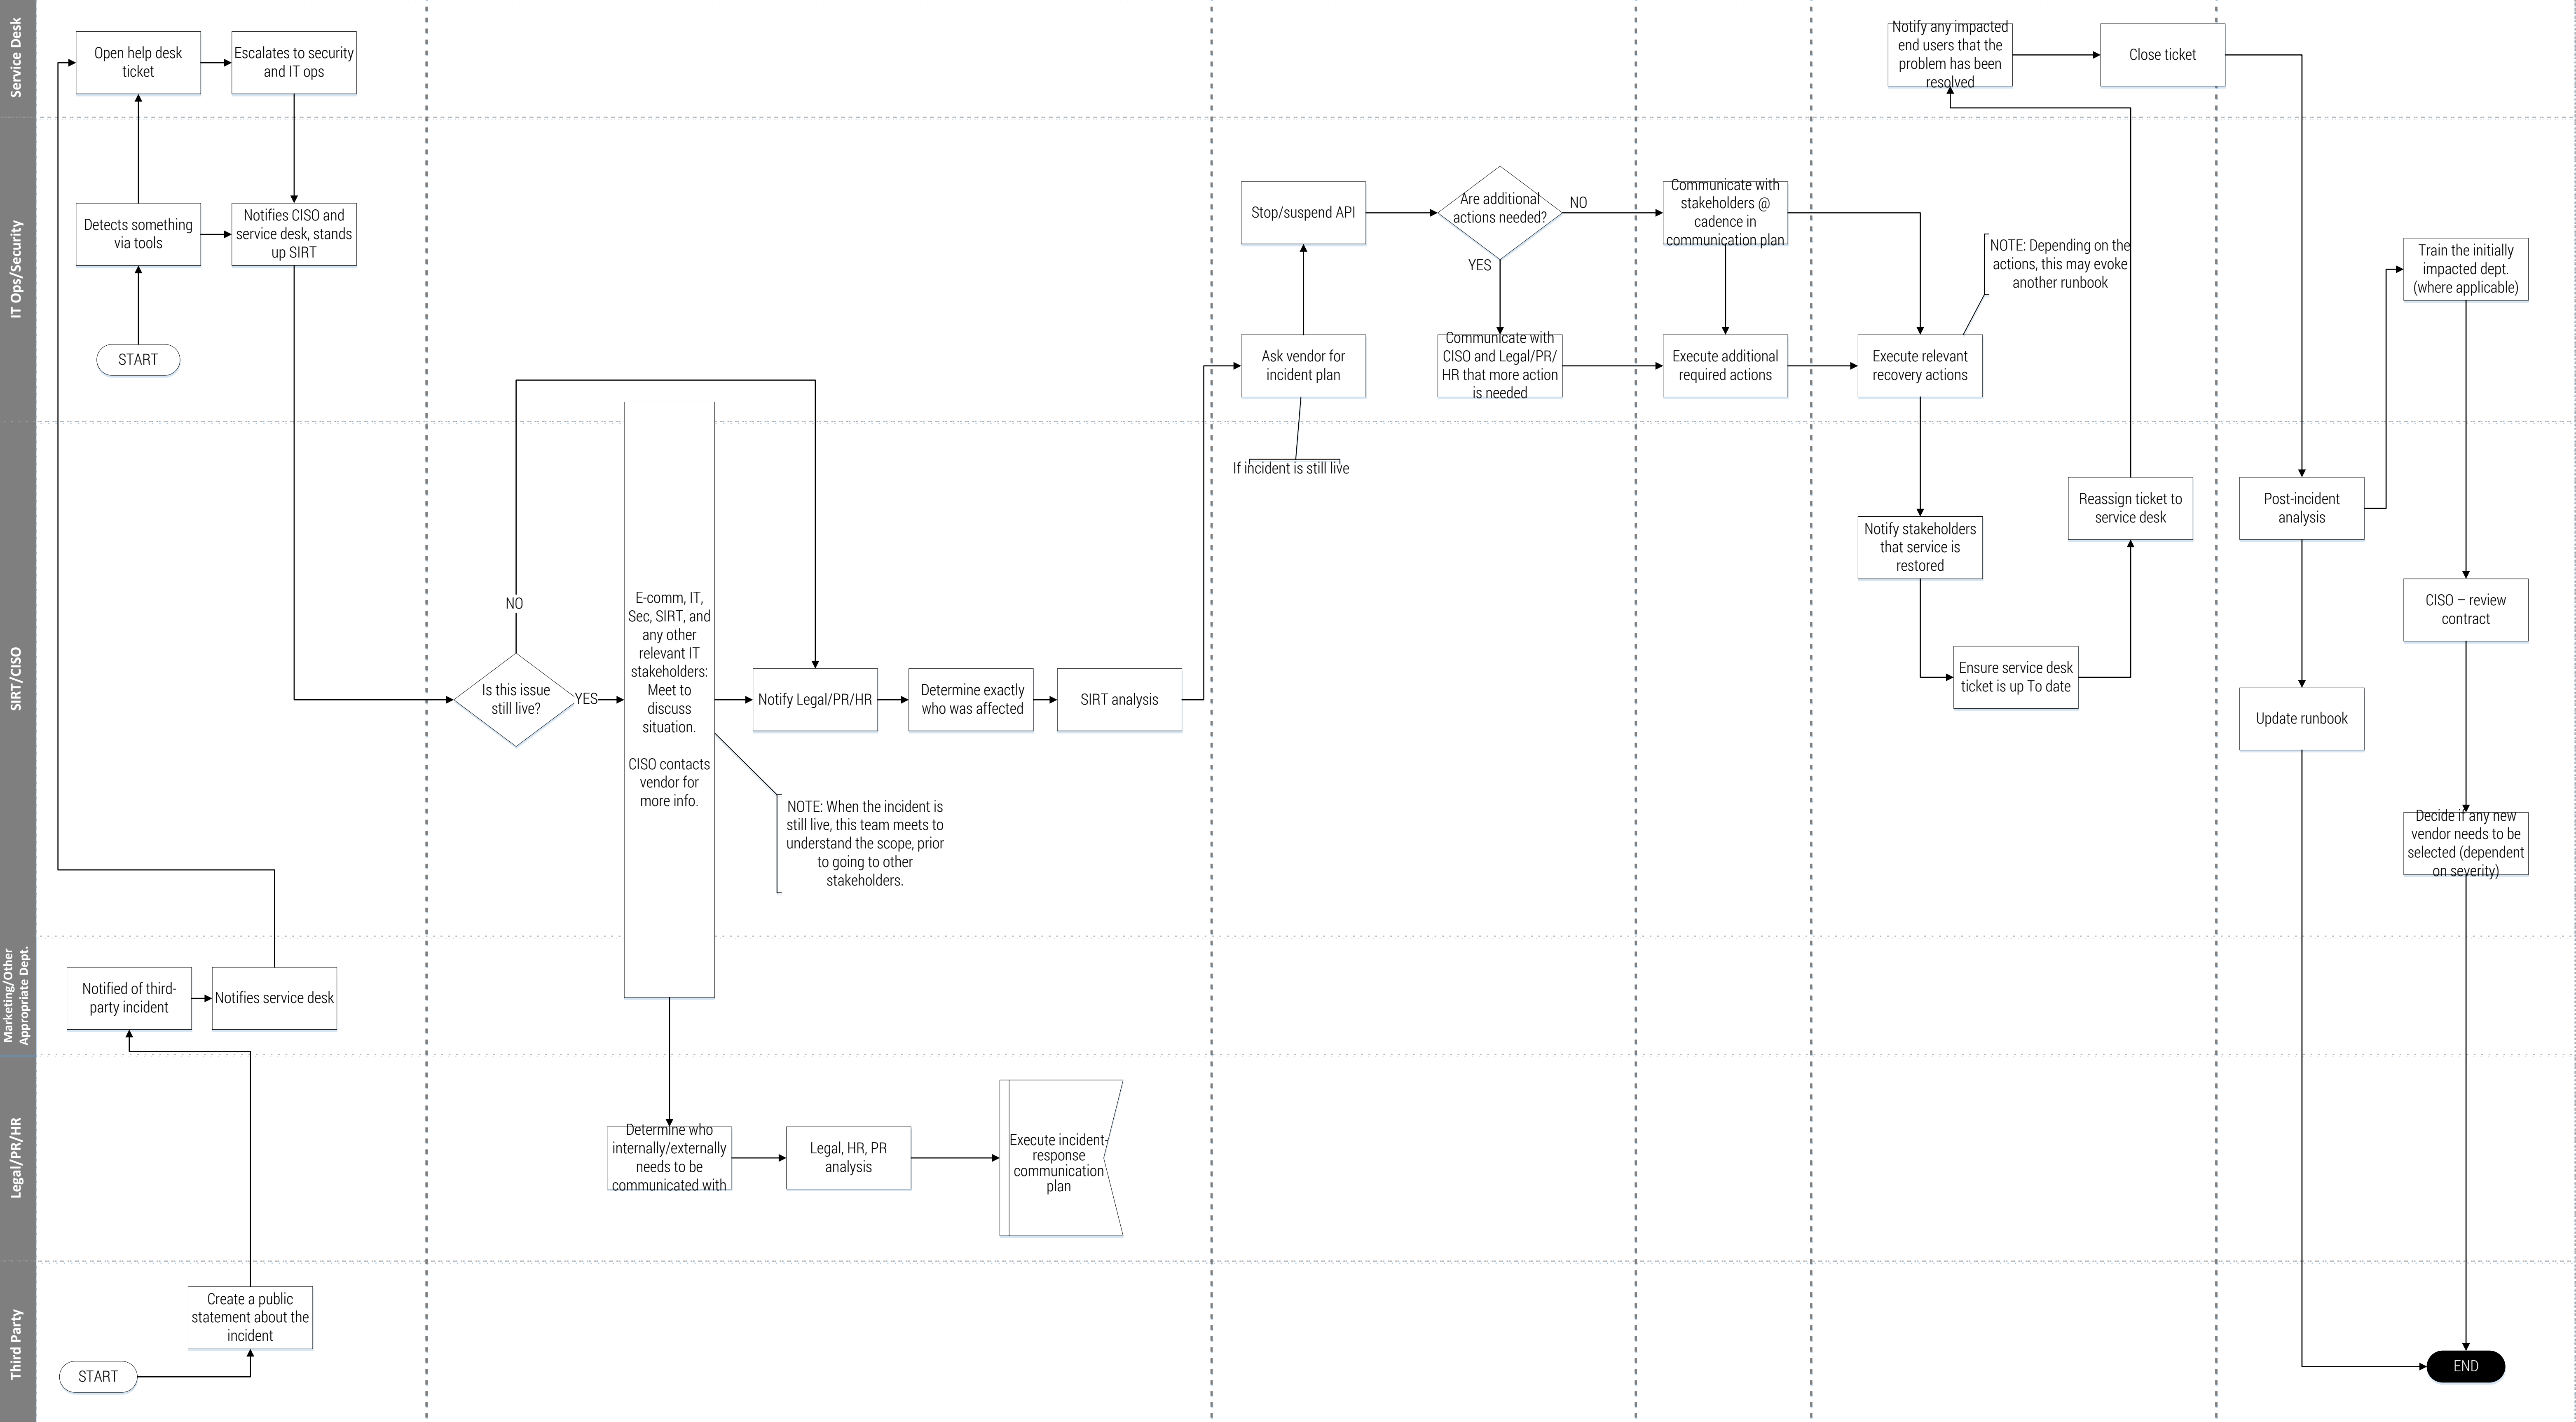 Service Desk
Open help desk
ticket
Escalates to security
and IT ops
Notify any impacted
end users that the
problem has been
resolved
Close ticket
IT Ops/Security
Detects something
via tools
Notifies CISO and
service desk, stands
up SIRT
START
Stop/suspend API
Are additional
actions needed?
NO
YES
Communicate with
stakeholders @
cadence in
communication plan
NOTE: Depending on the
actions, this may evoke
another runbook
Train the initially
impacted dept.
(where applicable)
Ask vendor for
incident plan
Communicate with
CISO and Legal/PR/
HR that more action
is needed
Execute additional
required actions
Execute relevant
recovery actions
SIRT/CISO
If incident is still live
Is this issue
still live?
NO
YES
E-comm, IT,
Sec, SIRT, and
any other
relevant IT
stakeholders:
Meet to
discuss
situation.
CISO contacts
vendor for
more info.
Notify Legal/PR/HR
Determine exactly
who was affected
SIRT analysis
NOTE: When the incident is
still live, this team meets to
understand the scope, prior
to going to other
stakeholders.
Notify stakeholders
that service is
restored
Ensure service desk
ticket is up To date
Reassign ticket to
service desk
Post-incident
analysis
Update runbook
CISO – review
contract
Decide if any new
vendor needs to be
selected (dependent
on severity)
Marketing/Other
Appropriate Dept.
Notified of third-
party incident
Notifies service desk
Legal/PR/HR
Determine who
internally/externally
needs to be
communicated with
Legal, HR, PR
analysis
Execute incident-
response
communication
plan
Third Party
Create a public
statement about the
incident
START
END